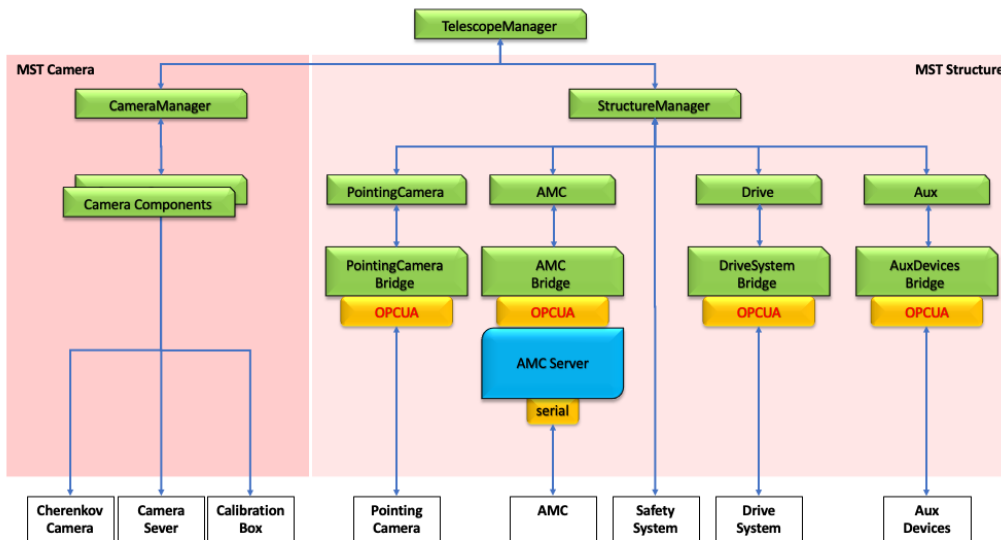 TelescopeManager
MST Camera
MST Structure
CameraManager
StructureManager
Camera Components
PointingCamera
AMC
Drive
Aux
PointingCamera
Bridge
AMC
Bridge
DriveSystem
Bridge
AuxDevices
Bridge
OPCUA
OPCUA
OPCUA
OPCUA
AMC Server
serial
Cherenkov
Camera
Camera
Sever
Calibration
Box
Pointing
Camera
AMC
Safety
System
Drive
System
Aux
Devices